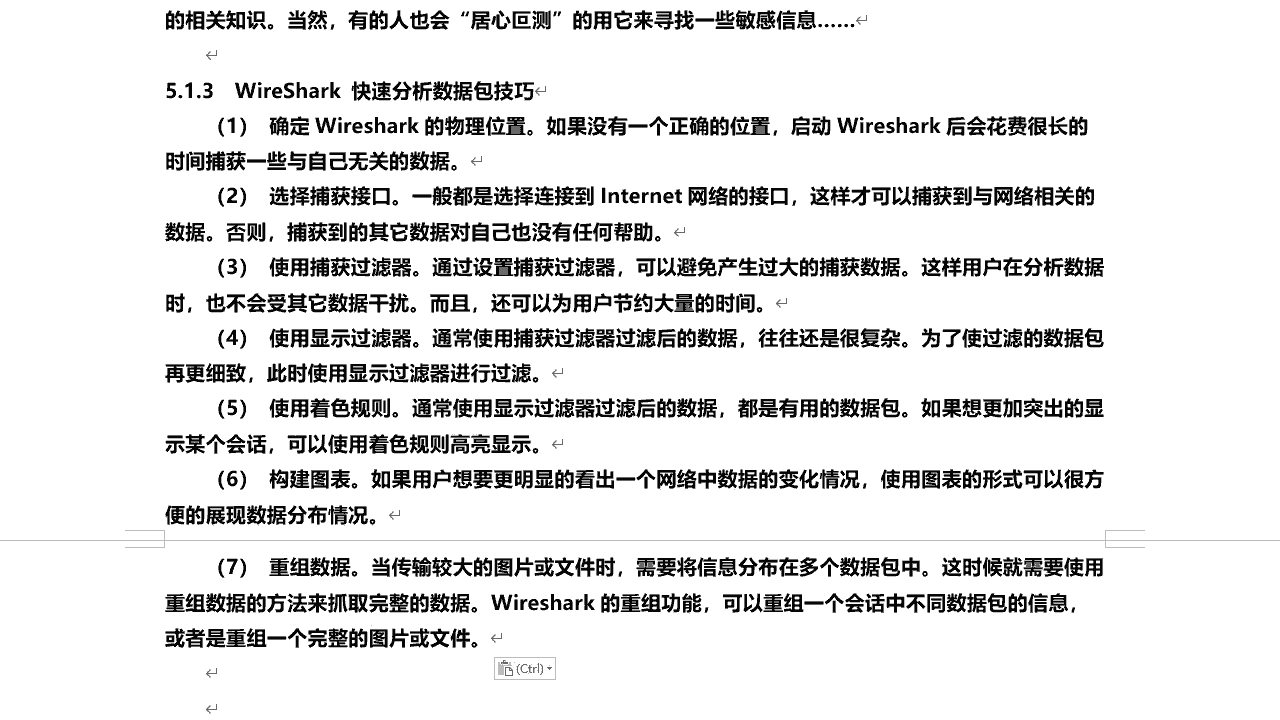 的相关知识。当然，有的人也会“居心叵测”的用它来寻找一些敏感信息……
5.1.3 WireShark 快速分析数据包技巧
（1） 确定 Wireshark 的物理位置。如果没有一个正确的位置，启动 Wireshark 后会花费很长的
时间捕获一些与自己无关的数据。
（2） 选择捕获接口。一般都是选择连接到 Internet 网络的接口，这样才可以捕获到与网络相关的
数据。否则，捕获到的其它数据对自己也没有任何帮助。
（3） 使用捕获过滤器。通过设置捕获过滤器，可以避免产生过大的捕获数据。这样用户在分析数据
时，也不会受其它数据干扰。而且，还可以为用户节约大量的时间。
（4） 使用显示过滤器。通常使用捕获过滤器过滤后的数据，往往还是很复杂。为了使过滤的数据包
再更细致，此时使用显示过滤器进行过滤。
（5） 使用着色规则。通常使用显示过滤器过滤后的数据，都是有用的数据包。如果想更加突出的显
示某个会话，可以使用着色规则高亮显示。
（6） 构建图表。如果用户想要更明显的看出一个网络中数据的变化情况，使用图表的形式可以很方
便的展现数据分布情况。
（7） 重组数据。当传输较大的图片或文件时，需要将信息分布在多个数据包中。这时候就需要使用
重组数据的方法来抓取完整的数据。Wireshark 的重组功能，可以重组一个会话中不同数据包的信息，
或者是重组一个完整的图片或文件。
(Ctrl)